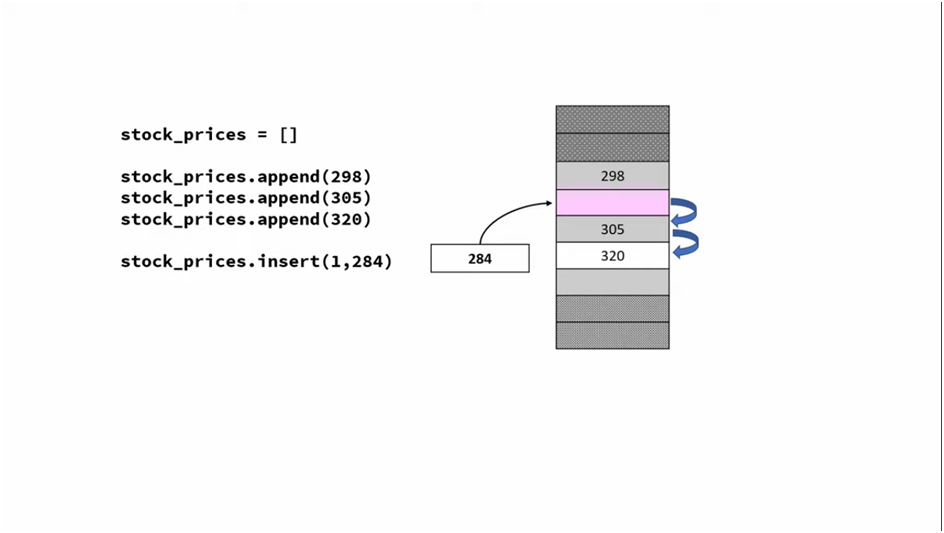 stock_prices = []
stock_prices.append(298)
stock_prices.append(305)
stock_prices.append(320)
stock_prices.insert(1,284)
284
298
305
320